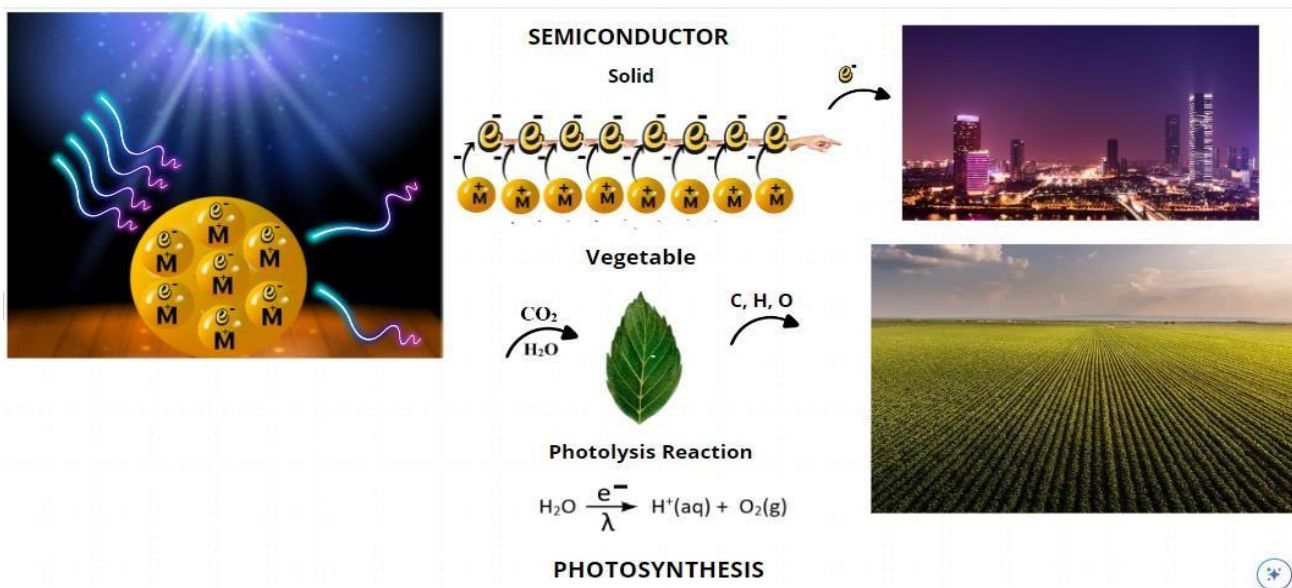 SEMICONDUCTOR
Solid
e⁻
e⁻ e⁻ e⁻ e⁻ e⁻ e⁻ e⁻ e⁻
- - - - - - - -
+ + + + + + + +
M M M M M M M M
e⁻
M⁺
e⁻
M⁺
e⁻
M⁺
e⁻
M⁺
e⁻
M⁺
e⁻
M⁺
e⁻
M⁺
Vegetable
CO₂
H₂O
C, H, O
Photolysis Reaction
H₂O e⁻ λ → H⁺(aq) + O₂(g)
PHOTOSYNTHESIS